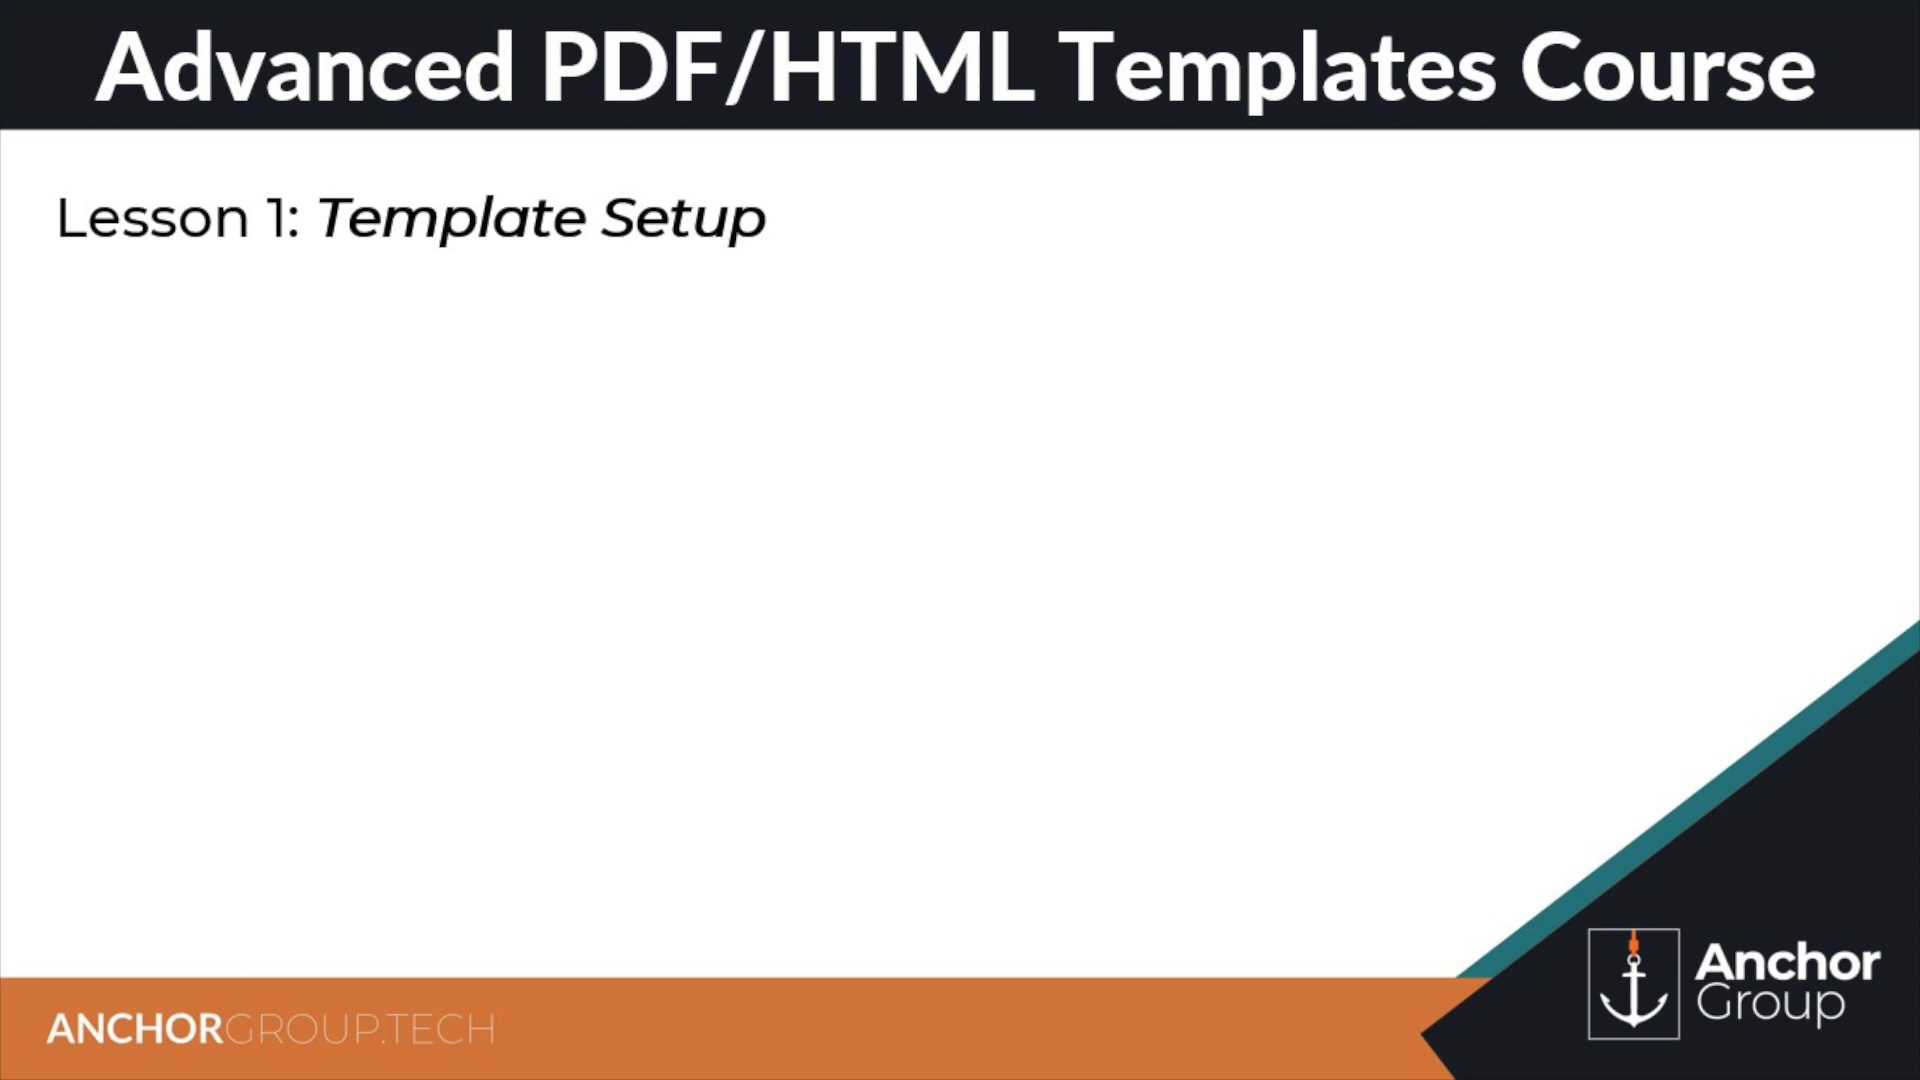 Advanced PDF/HTML Templates Course
Lesson 1: Template Setup
ANCHORGROUP.TECH
Anchor
Group